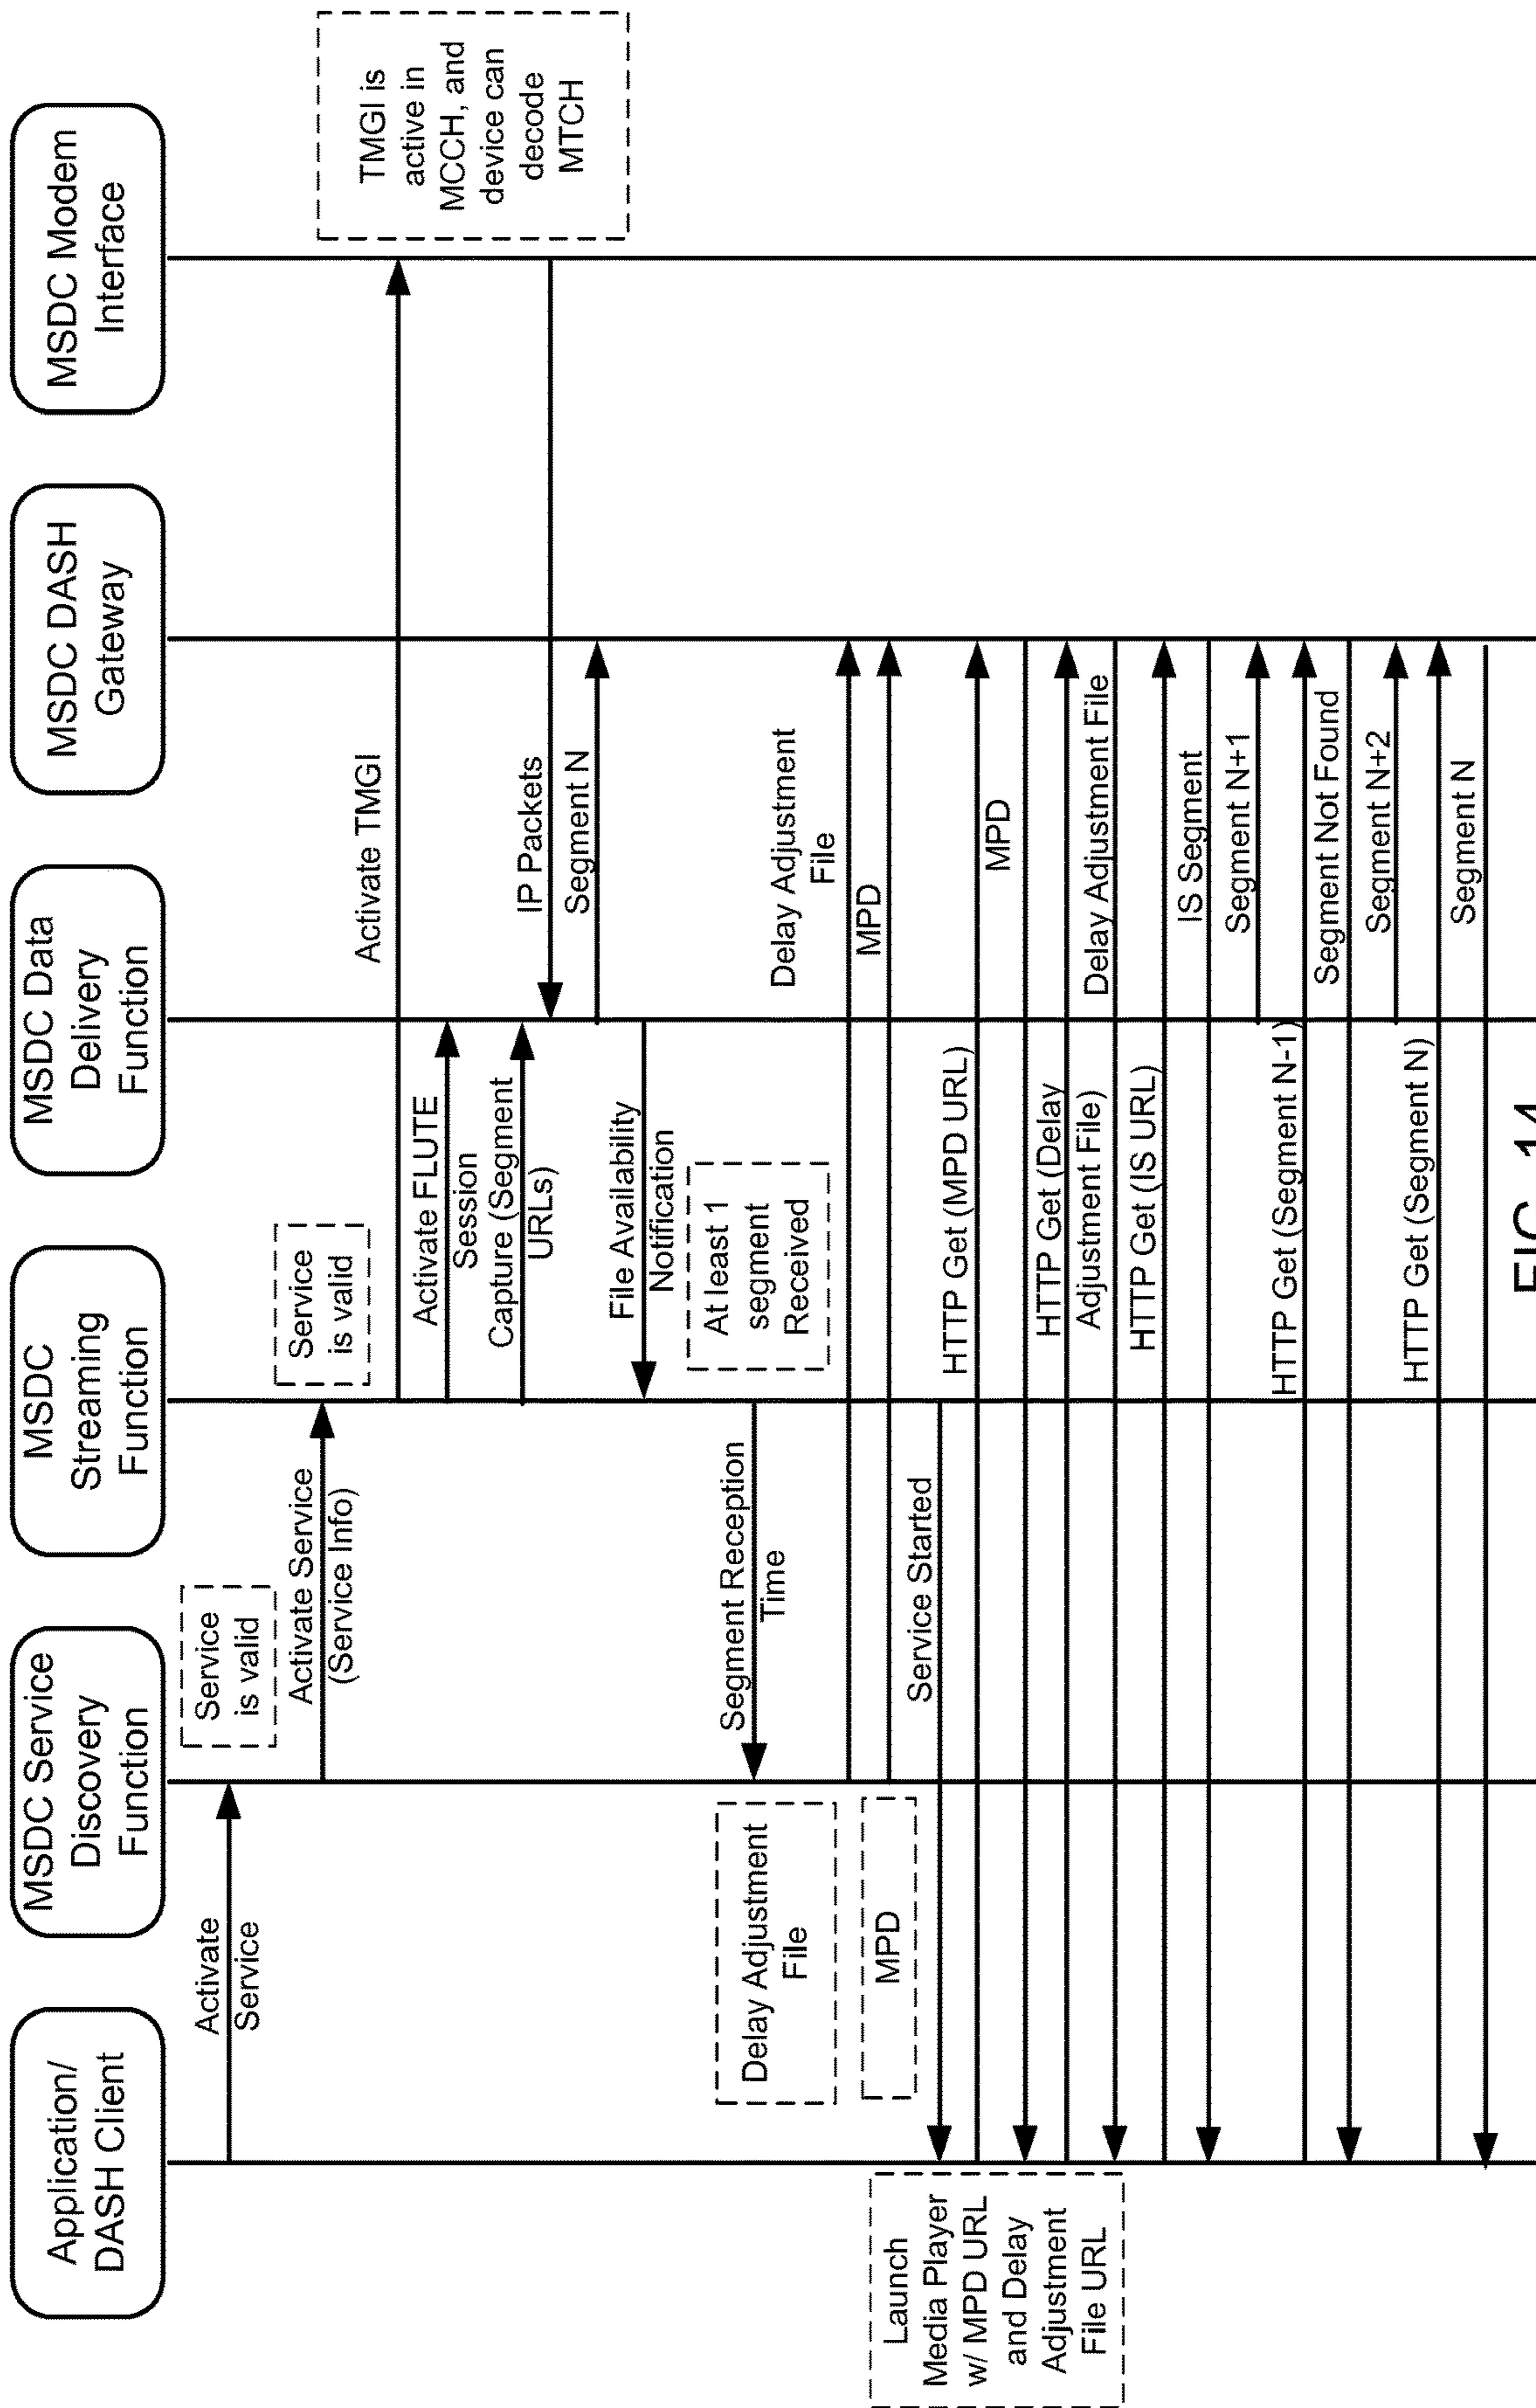 Application/
DASH Client
MSDC Service
Discovery
Function
MSDC
Streaming
Function
MSDC Data
Delivery
Function
MSDC DASH
Gateway
MSDC Modem
Interface
Activate
Service
Service
is valid
Activate Service
(Service Info)
Service
is valid
Activate TMGI
TMGI is
active in
MCCH, and
device can
decode
MTCH
Activate FLUTE
Session
Capture (Segment
URLs)
IP Packets
Segment N
File Availability
Notification
At least 1
segment
Received
Segment Reception
Time
Delay Adjustment
File
Delay Adjustment
File
MPD
MPD
Service Started
Launch
Media Player
w/ MPD URL
and Delay
Adjustment
File URL
HTTP Get (MPD URL)
MPD
HTTP Get (Delay
Adjustment File)
Delay Adjustment File
HTTP Get (IS URL)
IS Segment
Segment N+1
HTTP Get (Segment N-1)
Segment Not Found
Segment N+2
HTTP Get (Segment N)
Segment N
FIG. 14